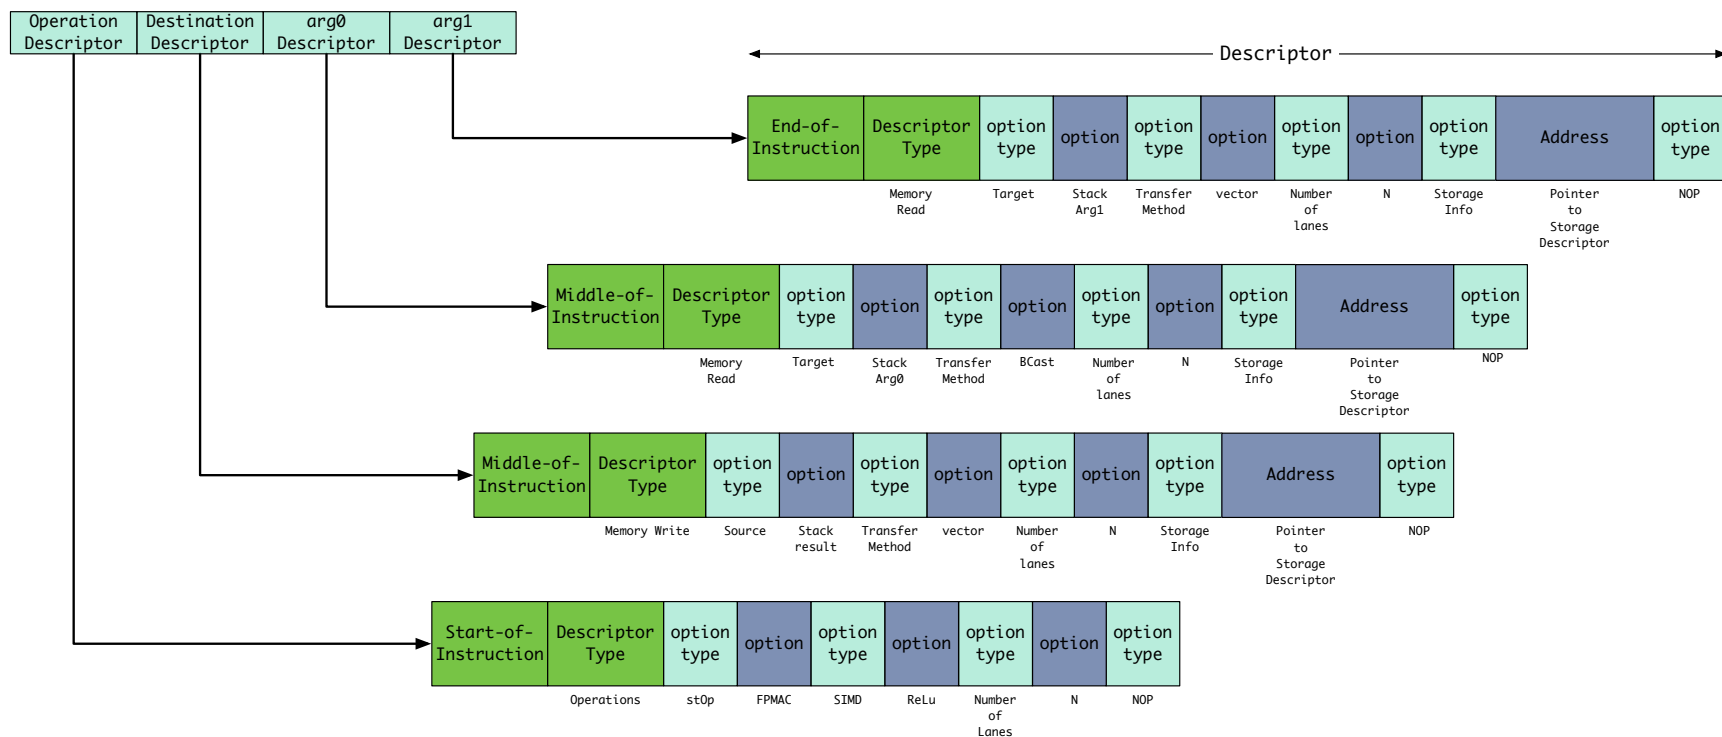 Operation Destination arg0 arg1
Descriptor Descriptor Descriptor Descriptor
Descriptor
End-of- Descriptor option option option option option
Instruction Type type option type option type option type Address type
Memory Target Stack Transfer vector Number N Storage Pointer NOP
Read Arg1 Method of Info to
lanes Storage
Descriptor
Middle-of- Descriptor option option option option option
Instruction Type type option type option type option type Address type
Memory Target Stack Transfer BCast Number N Storage Pointer NOP
Read Arg0 Method of Info to
lanes Storage
Descriptor
Middle-of- Descriptor option option option option option
Instruction Type type option type option type option type Address type
Memory Write Source Stack Transfer vector Number N Storage Pointer NOP
result Method of Info to
lanes Storage
Descriptor
Start-of- Descriptor option option option option
Instruction Type type option type option type option type
Operations stOp FPMAC SIMD ReLu Number N NOP
of
Lanes